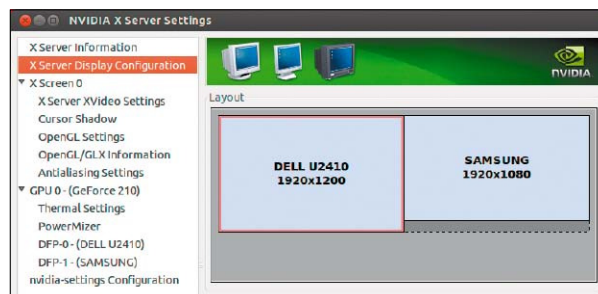 NVIDIA X Server Settings
X Server Information
X Server Display Configuration
X Screen 0
X Server XVideo Settings
Cursor Shadow
OpenGL Settings
OpenGL/GLX Information
Antialiasing Settings
GPU 0 - (GeForce 210)
Thermal Settings
PowerMizer
DFP-0 - (DELL U2410)
DFP-1 - (SAMSUNG)
nvidia-settings Configuration
NVIDIA
Layout
DELL U2410
1920x1200
SAMSUNG
1920x1080